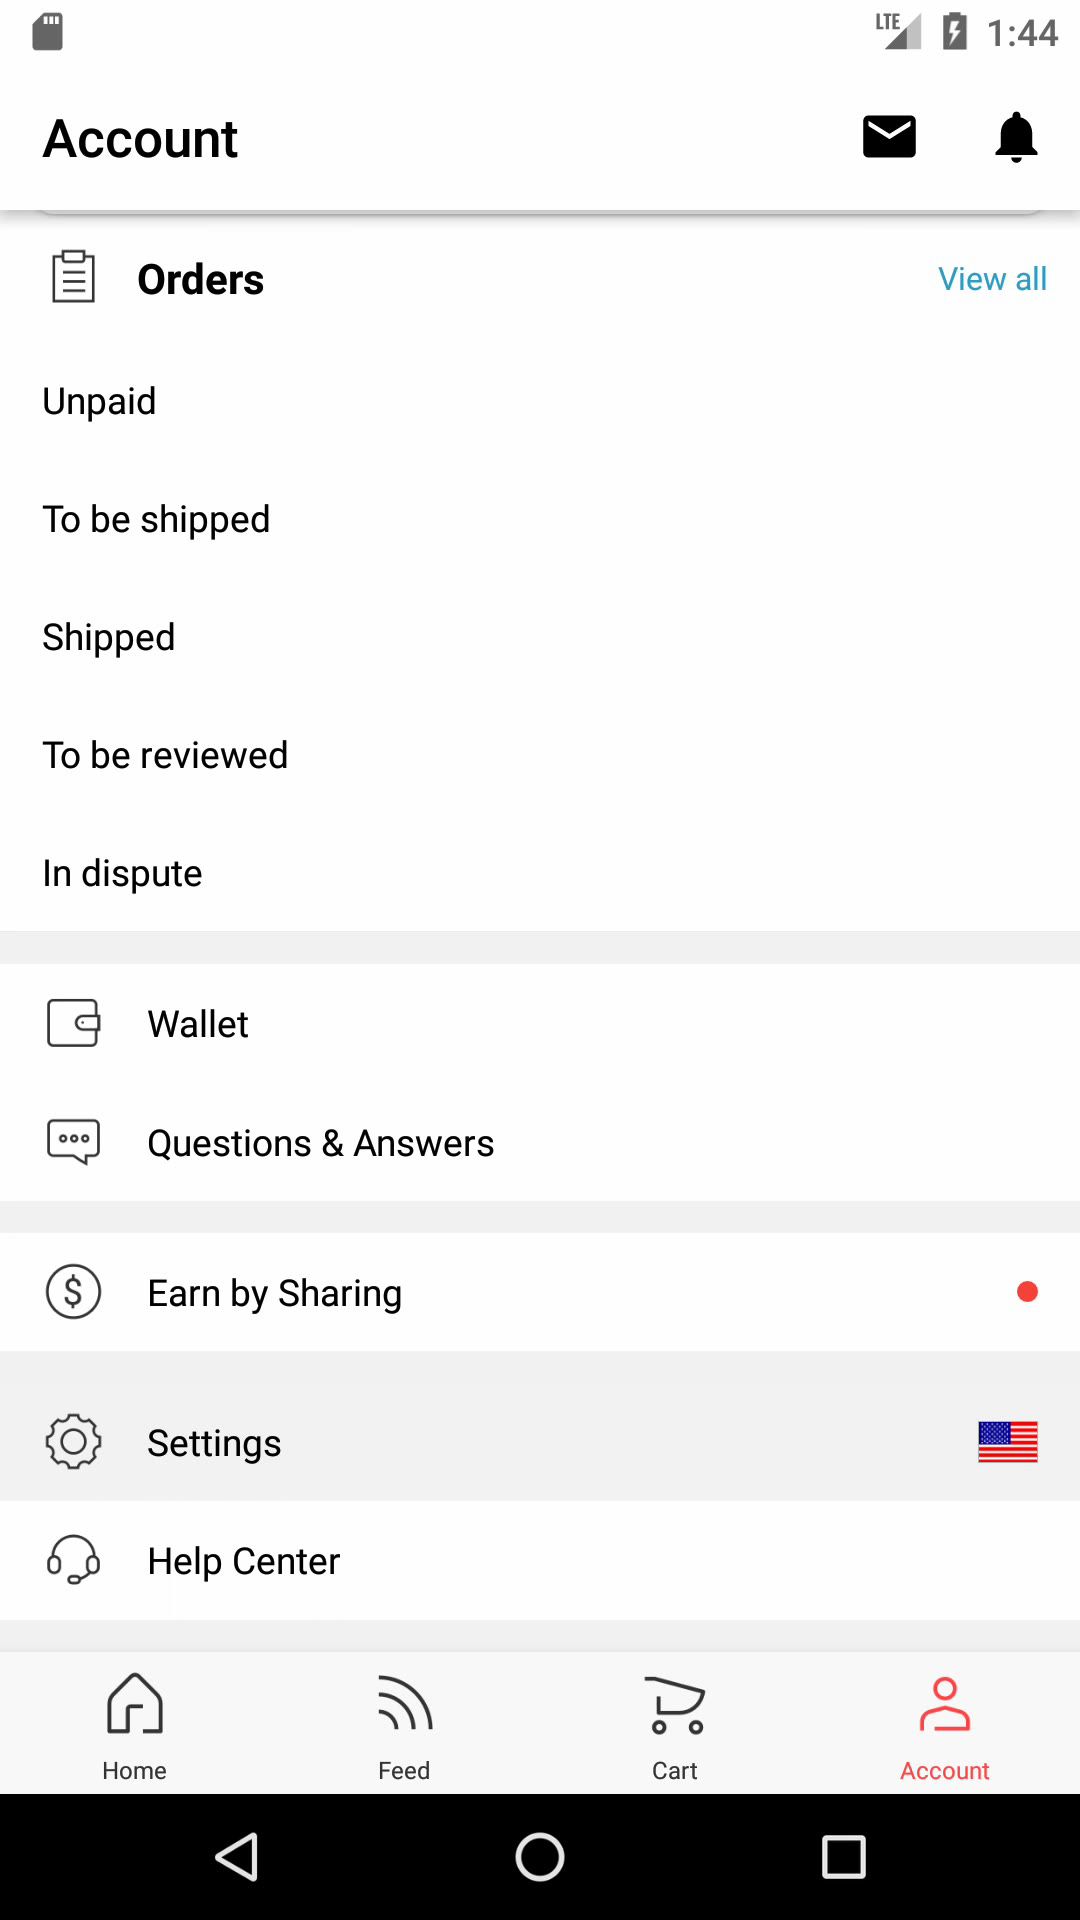 LTE 1:44
Account
Orders View all
Unpaid
To be shipped
Shipped
To be reviewed
In dispute
Wallet
Questions & Answers
Earn by Sharing
Settings
Help Center
Home Feed Cart Account